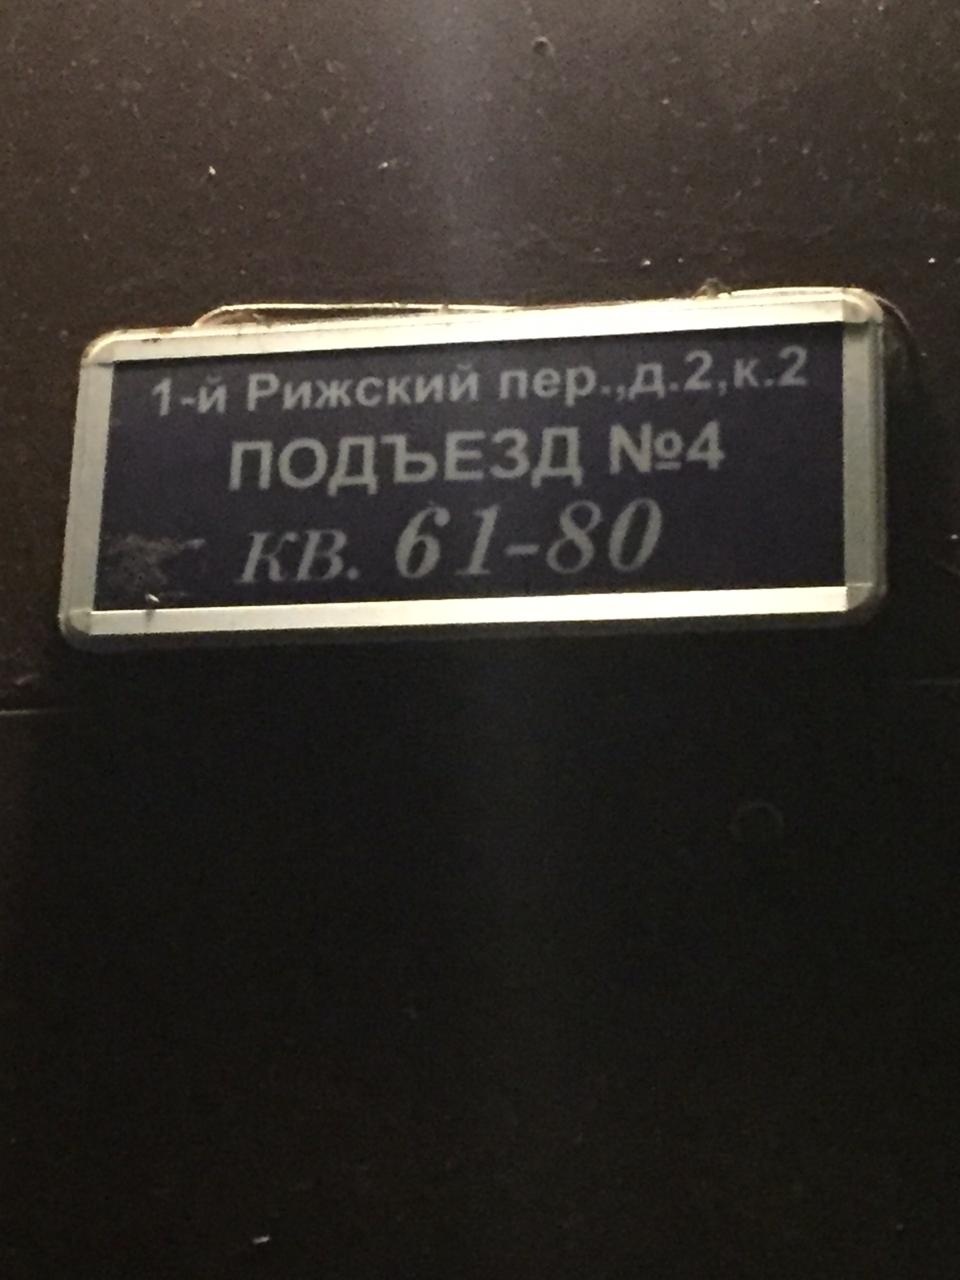 1-й Рижский пер.,д.2,к.2
ПОДЪЕЗД №4
кв. 61-80